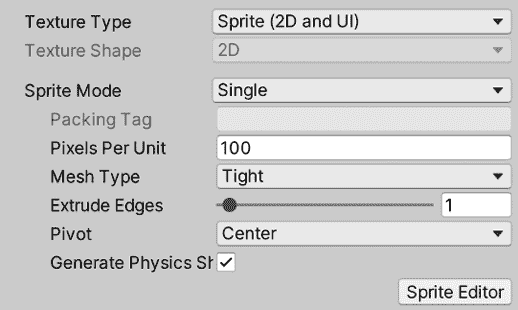 Texture Type Sprite (2D and UI)
Texture Shape 2D
Sprite Mode Single
Packing Tag
Pixels Per Unit 100
Mesh Type Tight
Extrude Edges 1
Pivot Center
Generate Physics Sh
Sprite Editor